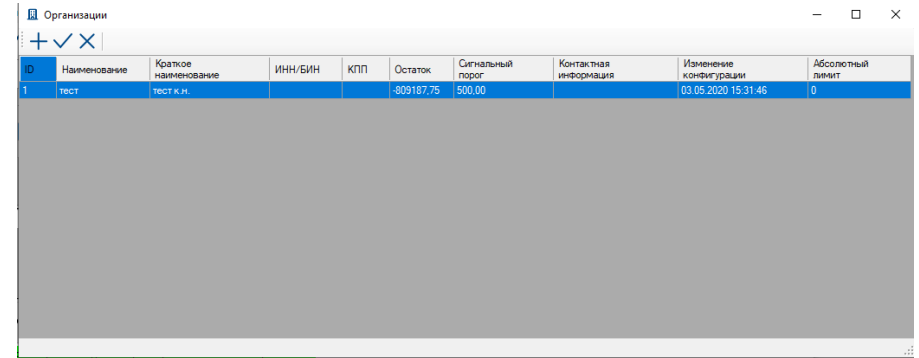 Организации
ID Наименование Краткое наименование ИНН/БИН КПП Остаток Сигнальный порог Контактная информация Изменение конфигурации Абсолютный лимит
1 тест тест к.н. -809187,75 500,00 03.05.2020 15:31:46 0